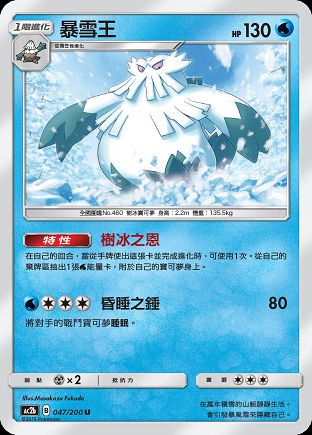 1階進化
暴雪王
HP 130
從雪笠怪進化
全國圖鑑No.460 樹冰寶可夢 身高：2.2m 體重：135.5kg
特性 樹冰之恩
在自己的回合，當從手牌使出這張卡並完成進化時，可使用1次。從自己的
棄牌區抽出1張能量卡，附於自己的寶可夢身上。
昏睡之錘 80
將對手的戰鬥寶可夢睡眠。
弱點 ×2 抵抗力 撤退
Illus.Masakazu Fukuda
AC2b B 047/200 U
©2019 Pokémon
在萬年積雪的山脈靜靜生活。
會引發暴風雪來隱藏自己。